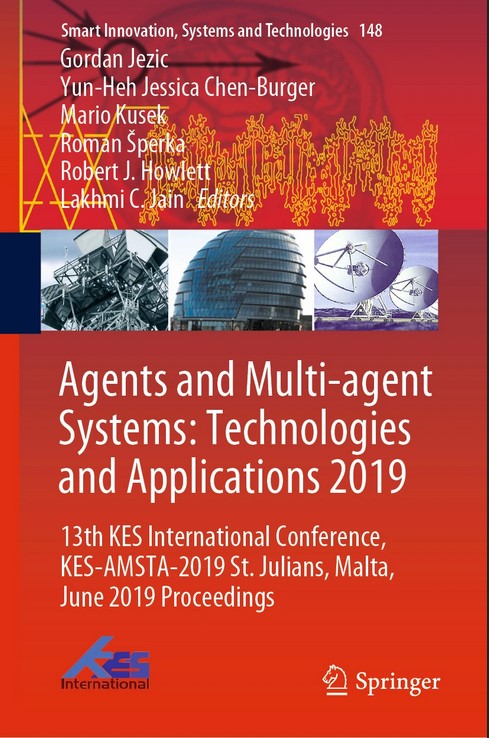 Smart Innovation, Systems and Technologies 148
Gordan Jezic
Yun-Heh Jessica Chen-Burger
Mario Kusek
Roman Šperka
Robert J. Howlett
Lakhmi C. Jain Editors
Agents and Multi-agent
Systems: Technologies
and Applications 2019
13th KES International Conference,
KES-AMSTA-2019 St. Julians, Malta,
June 2019 Proceedings
KES
International
Springer